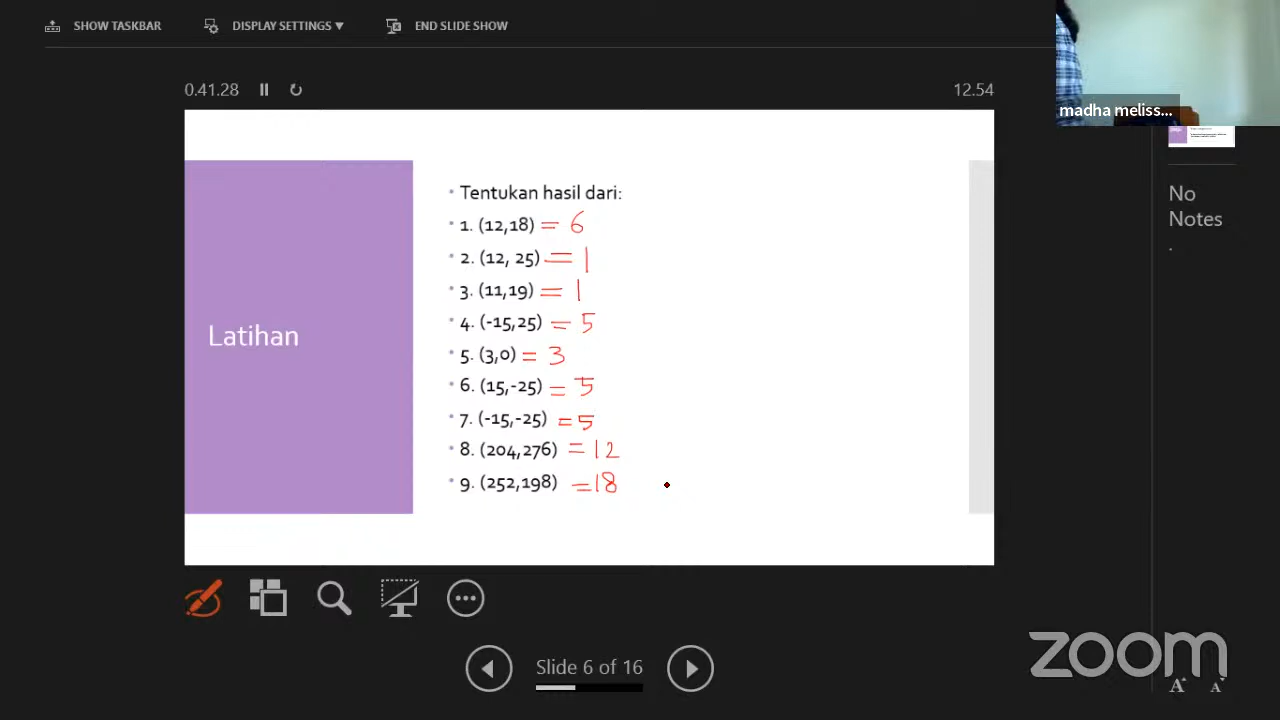 SHOW TASKBAR DISPLAY SETTINGS ▼ END SLIDE SHOW
0.41.28 12.54
madha meliss...
Latihan
• Tentukan hasil dari:
• 1. (12,18) = 6
• 2. (12, 25) = 1
• 3. (11,19) = 1
• 4. (-15,25) = 5
• 5. (3,0) = 3
• 6. (15,-25) = 5
• 7. (-15,-25) = 5
• 8. (204,276) = 12
• 9. (252,198) = 18
No
Notes
.
Slide 6 of 16
zoom
A A